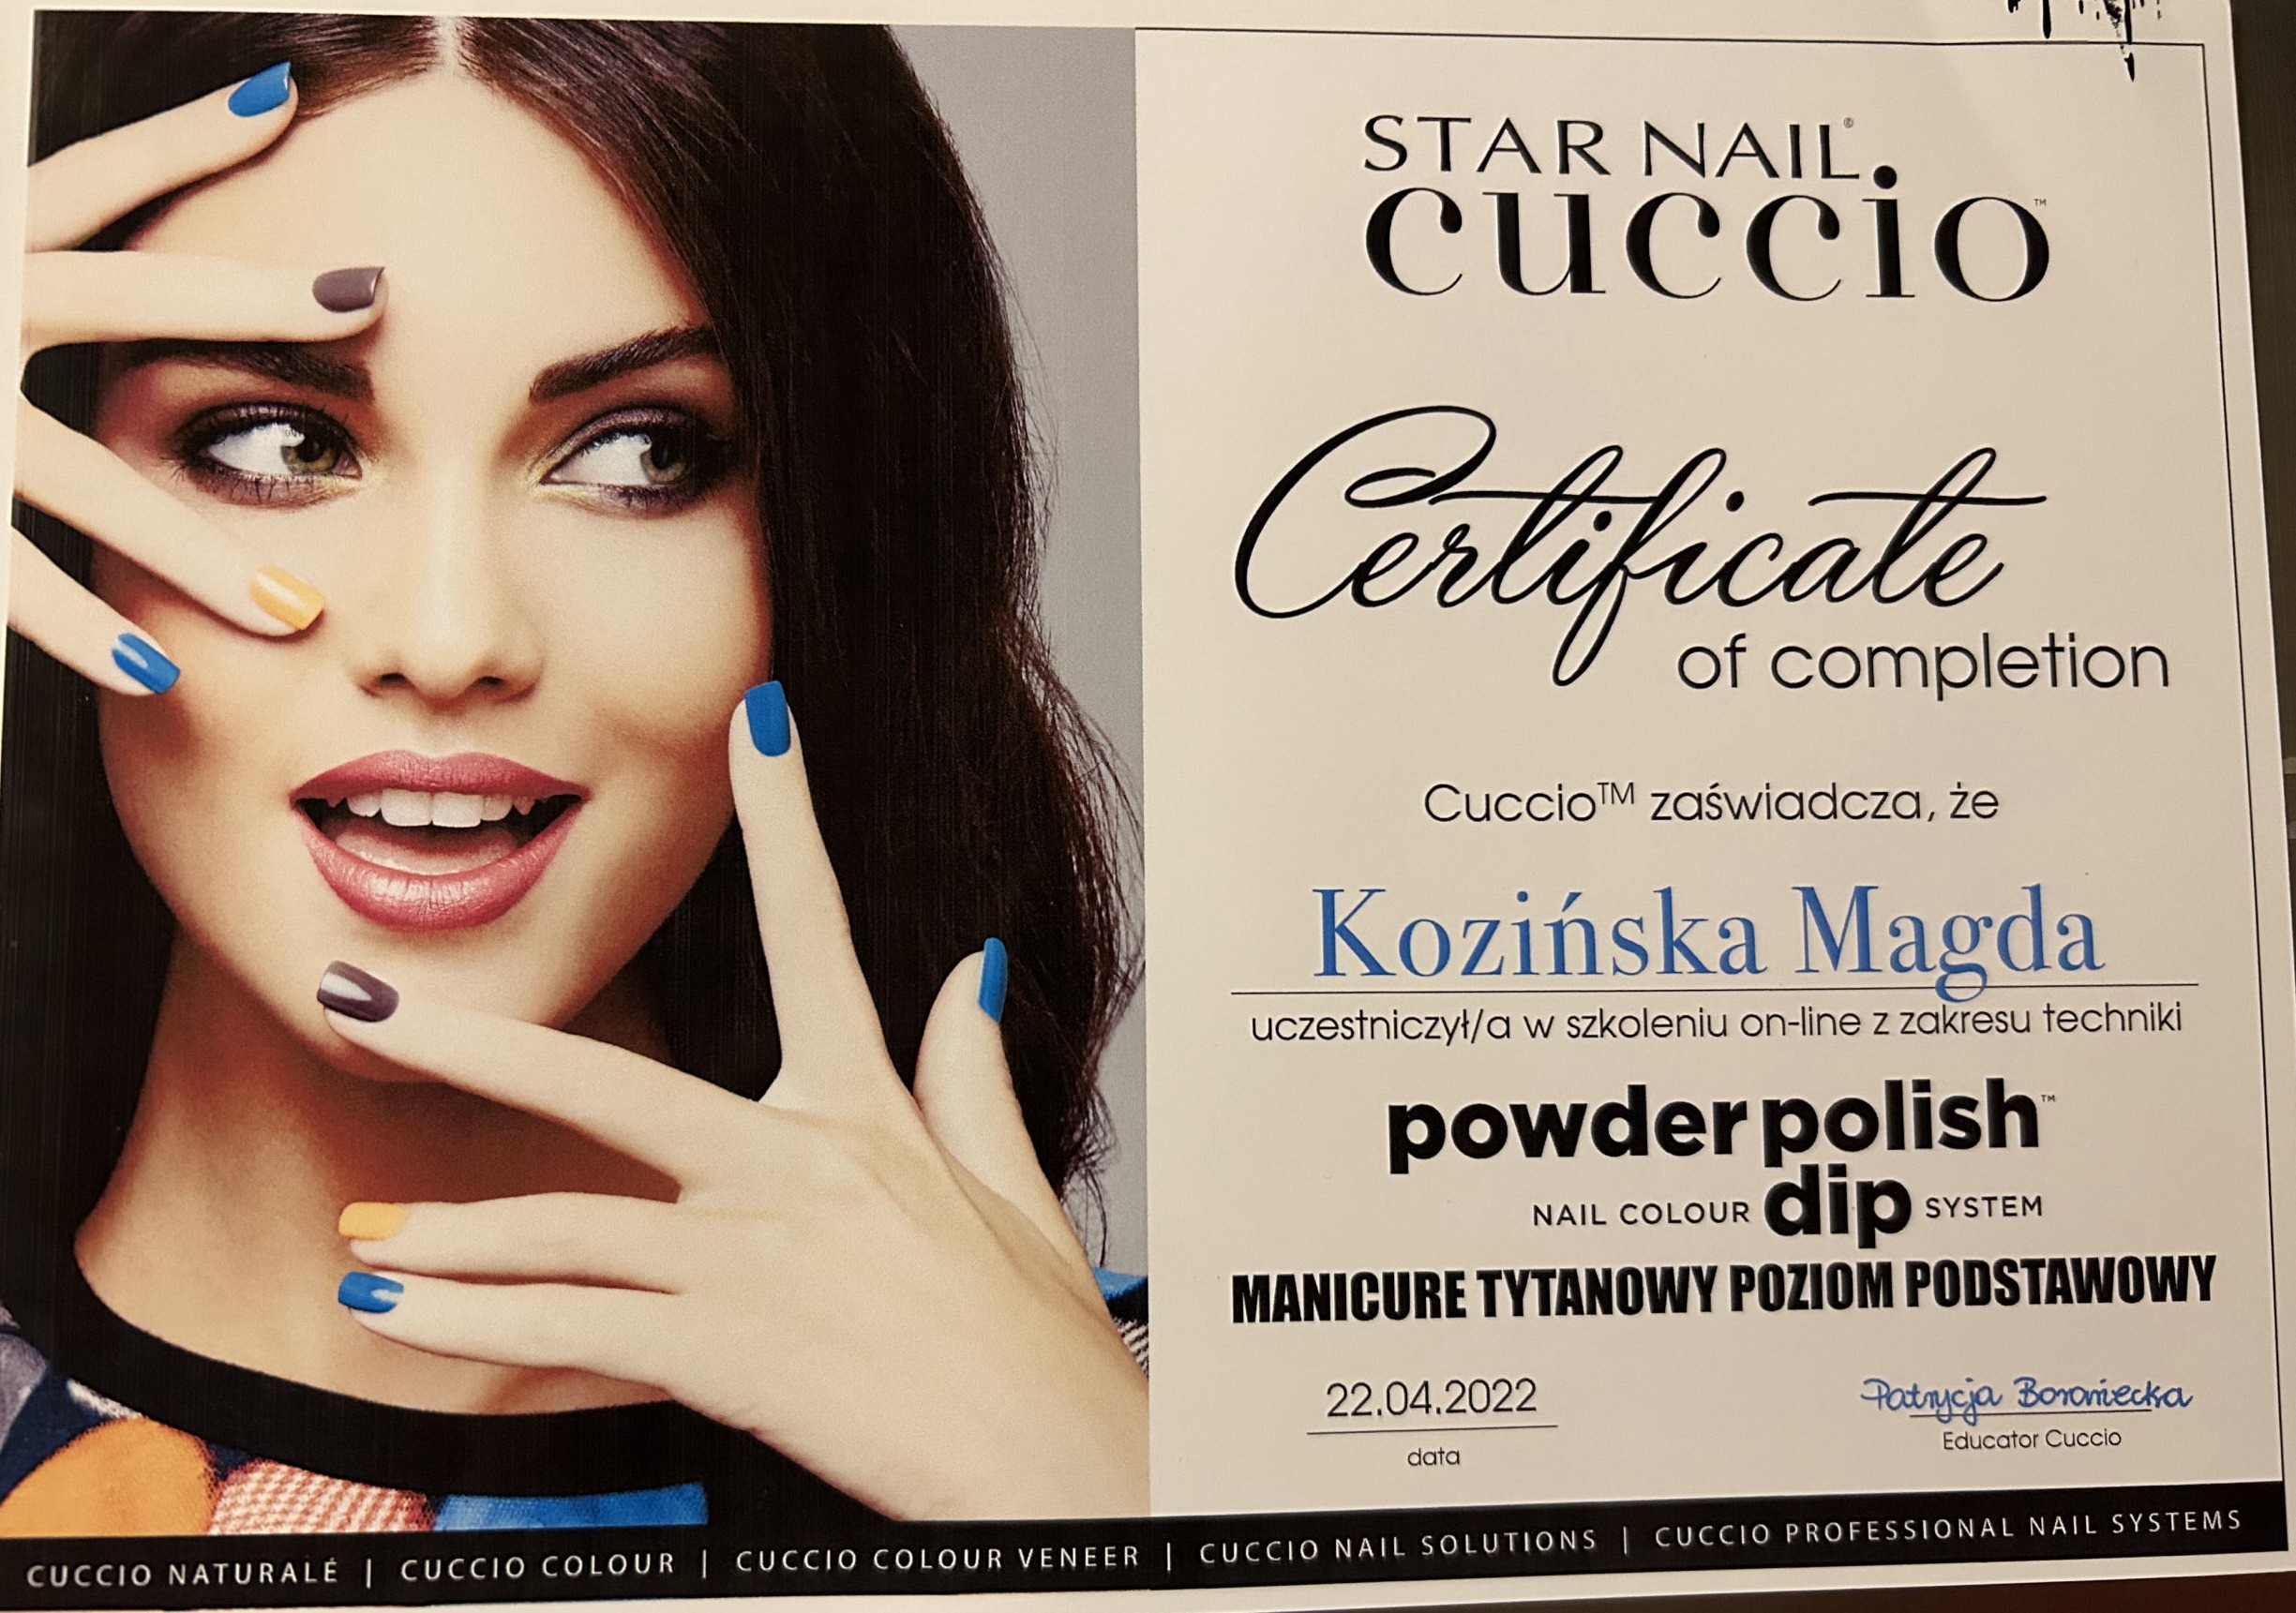 STAR NAIL®
cuccio™
Certificate
of completion
Cuccio™ zaświadcza, że
Kozińska Magda
uczestniczył/a w szkoleniu on-line z zakresu techniki
powder polish™
NAIL COLOUR dip SYSTEM
MANICURE TYTANOWY POZIOM PODSTAWOWY
22.04.2022
data
Patrycja Boroniecka
Educator Cuccio
CUCCIO NATURALÉ | CUCCIO COLOUR | CUCCIO COLOUR VENEER | CUCCIO NAIL SOLUTIONS | CUCCIO PROFESSIONAL NAIL SYSTEMS